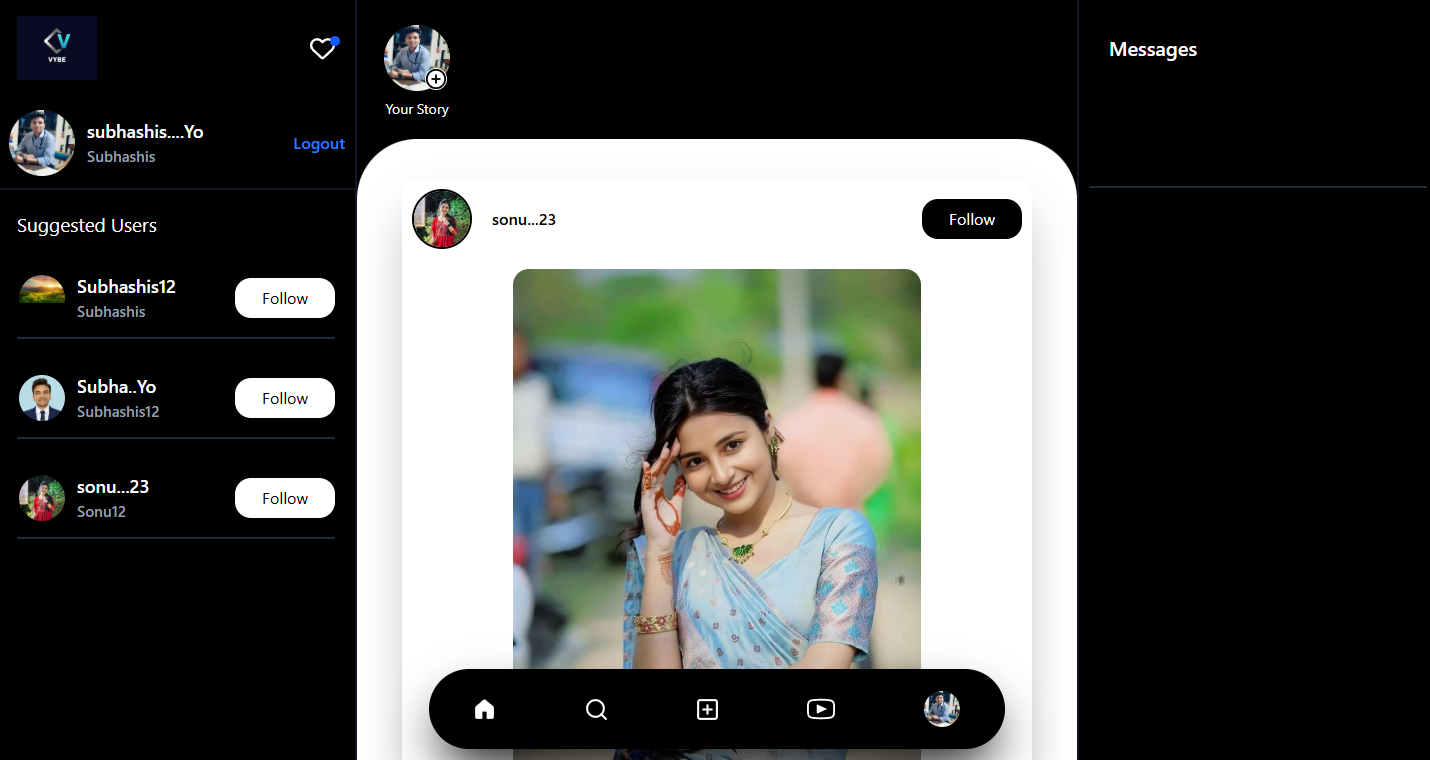 VYBE
subhashis....Yo
Subhashis
Logout
Suggested Users
Subhashis12
Subhashis
Follow
Subha..Yo
Subhashis12
Follow
sonu...23
Sonu12
Follow
Your Story
sonu...23
Follow
Messages